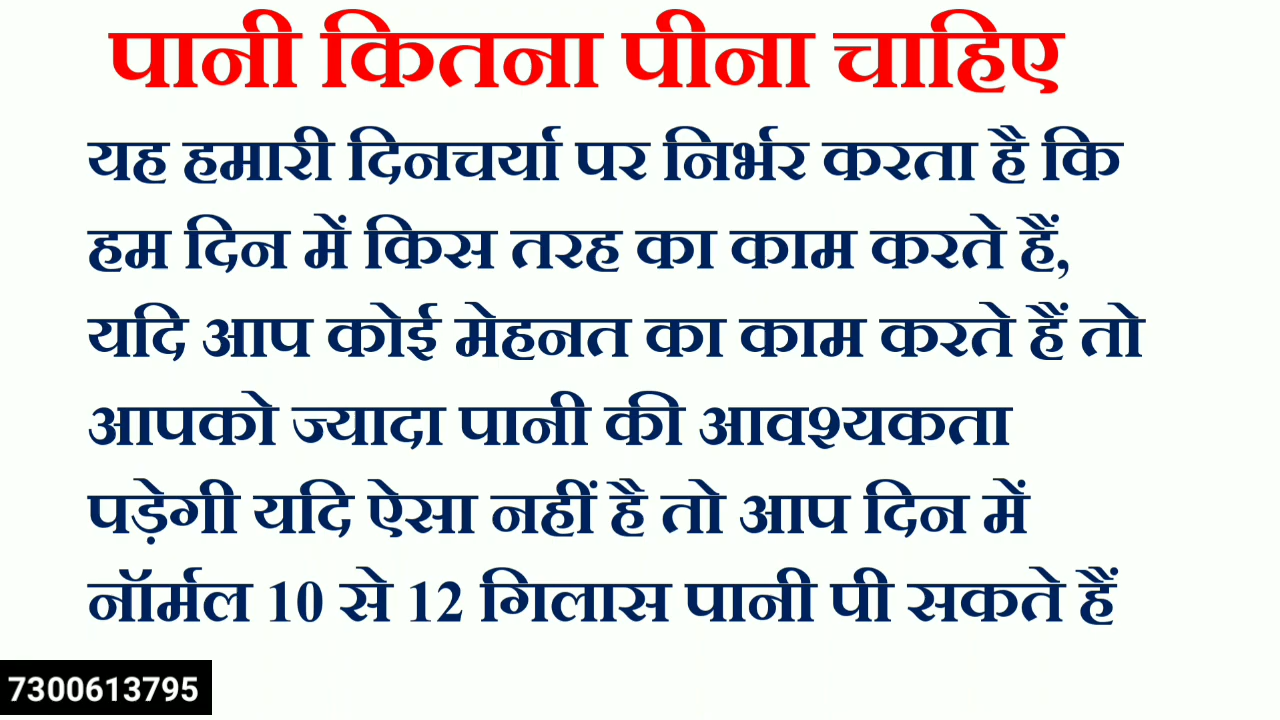 पानी कितना पीना चाहिए
यह हमारी दिनचर्या पर निर्भर करता है कि
हम दिन में किस तरह का काम करते हैं,
यदि आप कोई मेहनत का काम करते हैं तो
आपको ज्यादा पानी की आवश्यकता
पड़ेगी यदि ऐसा नहीं है तो आप दिन में
नॉर्मल 10 से 12 गिलास पानी पी सकते हैं
7300613795